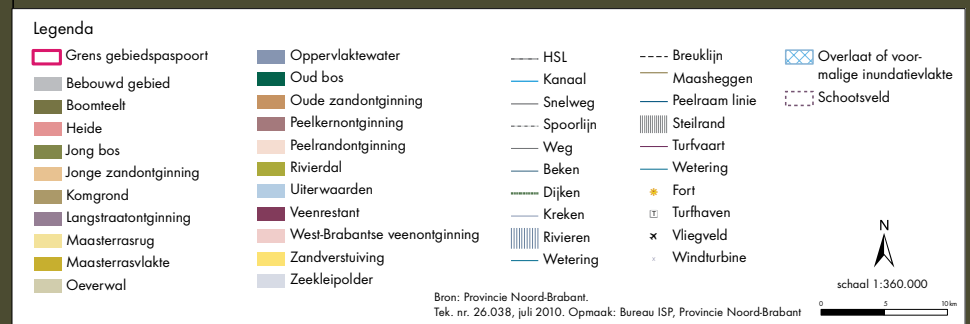 Legenda
Grens gebiedspaspoort
Bebouwd gebied
Boomteelt
Heide
Jong bos
Jonge zandontginning
Komgrond
Langstraatontginning
Maasterrasrug
Maasterrasvlakte
Oeverwal
Oppervlaktewater
Oud bos
Oude zandontginning
Peelkernontginning
Peelrandontginning
Rivierdal
Uiterwaarden
Veenrestant
West-Brabantse veenontginning
Zandverstuiving
Zeekleipolder
HSL
Kanaal
Snelweg
Spoorlijn
Weg
Beken
Dijken
Kreken
Rivieren
Wetering
Breuklijn
Maasheggen
Peelraam linie
Steilrand
Turfvaart
Wetering
Fort
T Turfhaven
Vliegveld
Windturbine
Overlaat of voor-
malige inundatievlakte
Schootsveld
N
schaal 1:360.000
0 5 10 km
Bron: Provincie Noord-Brabant.
Tek. nr. 26.038, juli 2010. Opmaak: Bureau ISP, Provincie Noord-Brabant